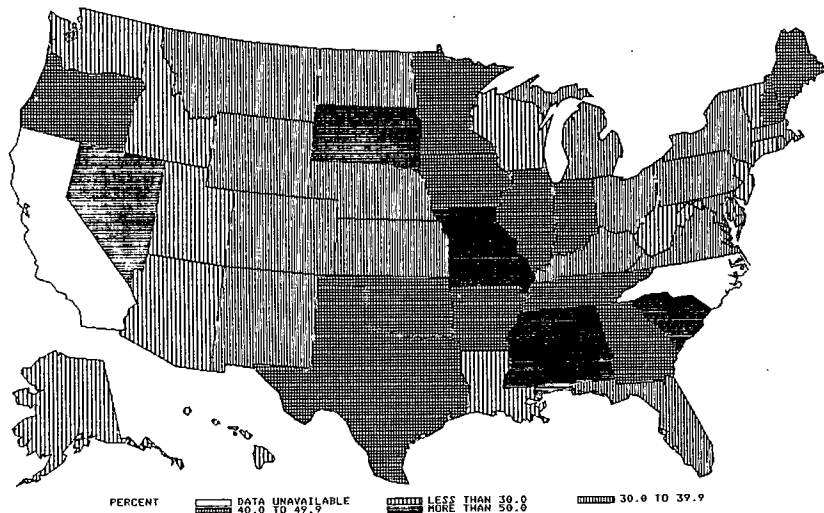 PERCENT DATA UNAVAILABLE LESS THAN 30.0 30.0 TO 39.9
40.0 TO 49.9 MORE THAN 50.0